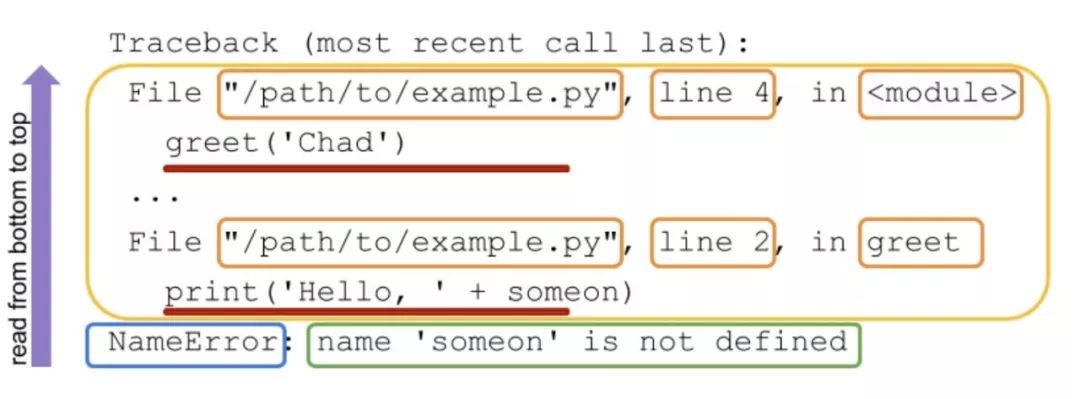 Traceback (most recent call last):
File "/path/to/example.py", line 4, in <module>
greet('Chad')
...
File "/path/to/example.py", line 2, in greet
print('Hello, ' + someon)
NameError: name 'someon' is not defined
read from bottom to top